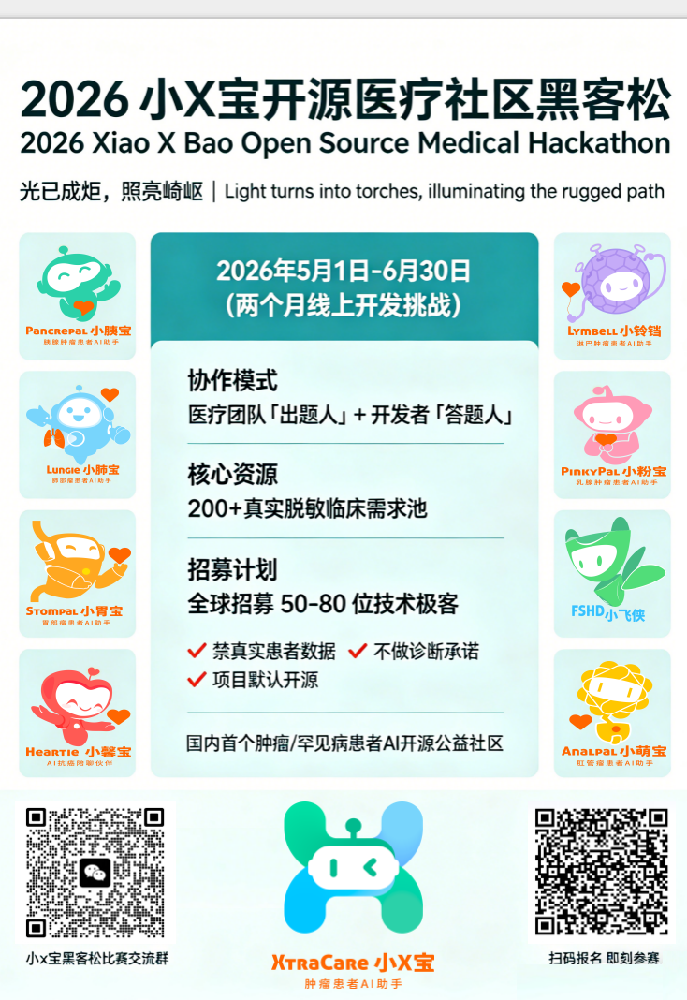 2026 小X宝开源医疗社区黑客松
2026 Xiao X Bao Open Source Medical Hackathon
光已成炬，照亮崎岖 | Light turns into torches, illuminating the rugged path
2026年5月1日-6月30日
（两个月线上开发挑战）
协作模式
医疗团队「出题人」+ 开发者「答题人」
核心资源
200+真实脱敏临床需求池
招募计划
全球招募 50-80 位技术极客
禁真实患者数据 不做诊断承诺
项目默认开源
国内首个肿瘤/罕见病患者AI开源公益社区
Pancrepal 小胰宝
胰腺肿瘤患者AI助手
Lungie 小肺宝
肺部瘤患者AI助手
Stompal 小胃宝
胃部瘤患者AI助手
Heartie 小馨宝
AI抗癌陪聊伙伴
Lymbell 小铃铛
淋巴肿瘤患者AI助手
PinkyPal 小粉宝
乳腺肿瘤患者AI助手
FSHD小飞侠
Analpal 小萌宝
肛管瘤患者AI助手
小x宝黑客松比赛交流群
XtraCare 小X宝
肿瘤患者AI助手
扫码报名 即刻参赛